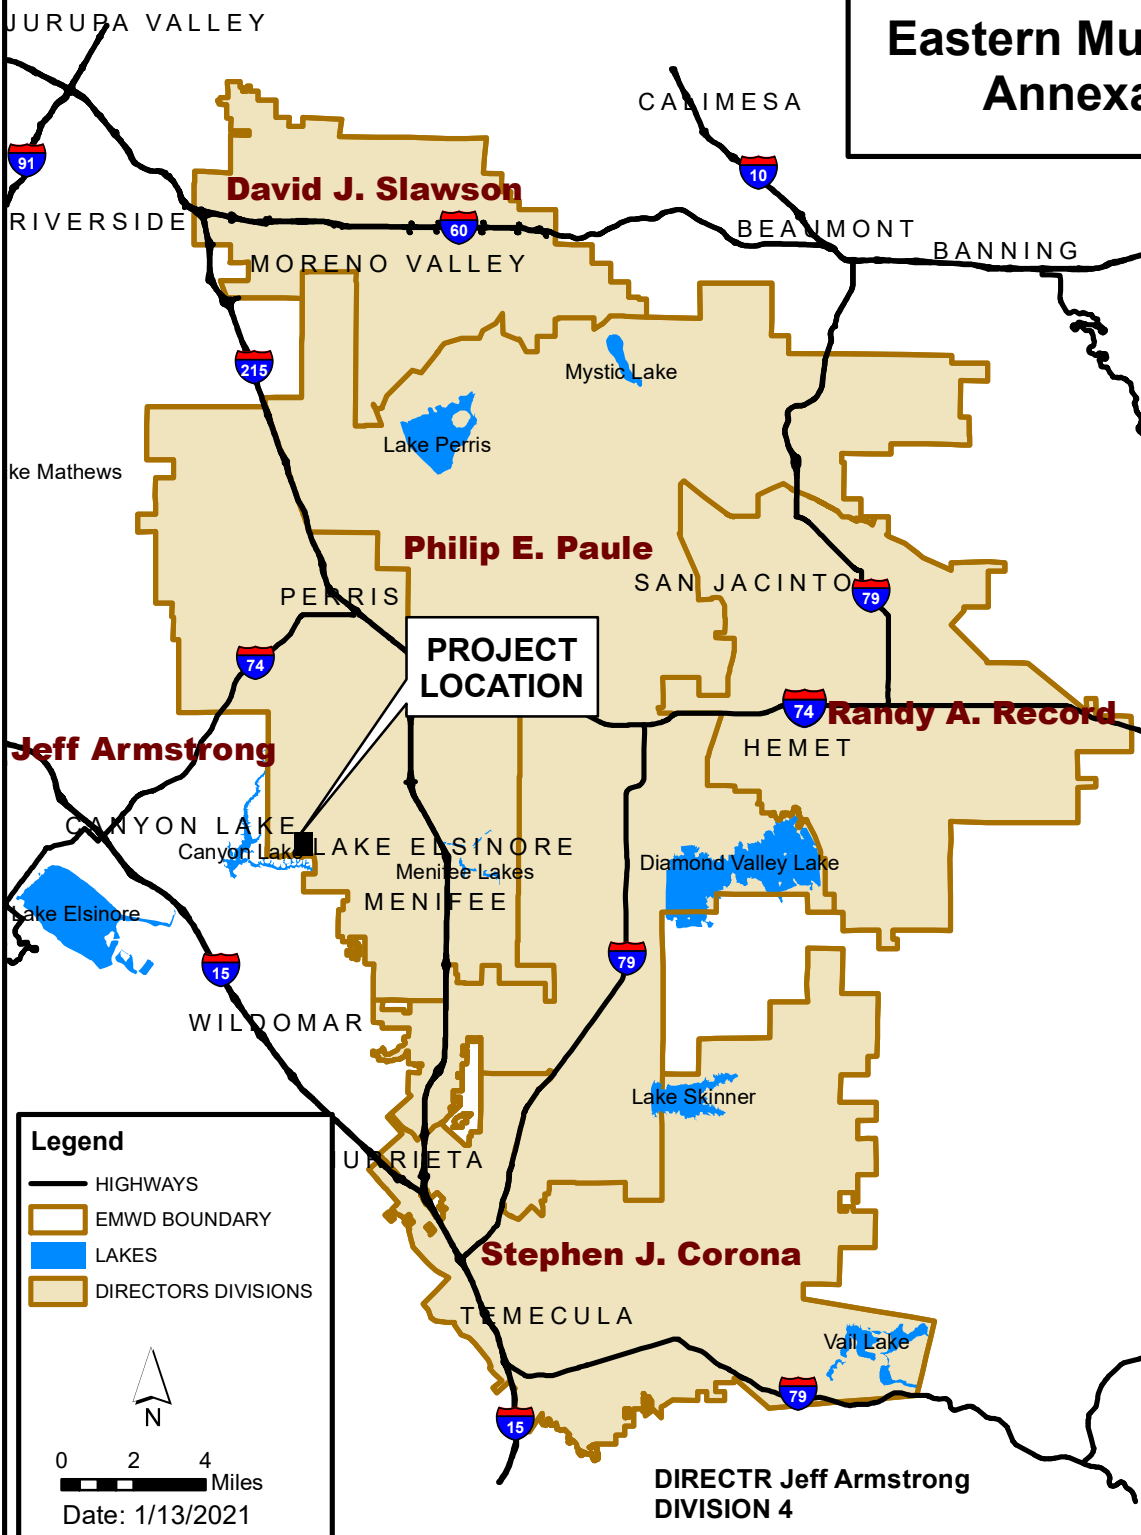 JURUPA VALLEY
Eastern Mu
Annexa
CALIMESA
91
10
David J. Slawson
RIVERSIDE
60
BEAUMONT
BANNING
MORENO VALLEY
215
Mystic Lake
Lake Perris
ke Mathews
Philip E. Paule
SAN JACINTO
79
PERRIS
PROJECT
LOCATION
74
74
Randy A. Record
Jeff Armstrong
HEMET
CANYON LAKE
LAKE ELSINORE
Canyon Lake
Menifee Lakes
Diamond Valley Lake
MENIFEE
Lake Elsinore
15
79
WILDOMAR
Lake Skinner
Legend
HIGHWAYS
EMWD BOUNDARY
LAKES
DIRECTORS DIVISIONS
N
0 2 4
Miles
Date: 1/13/2021
URRIETA
Stephen J. Corona
TEMECULA
Vail Lake
79
15
DIRECTR Jeff Armstrong
DIVISION 4